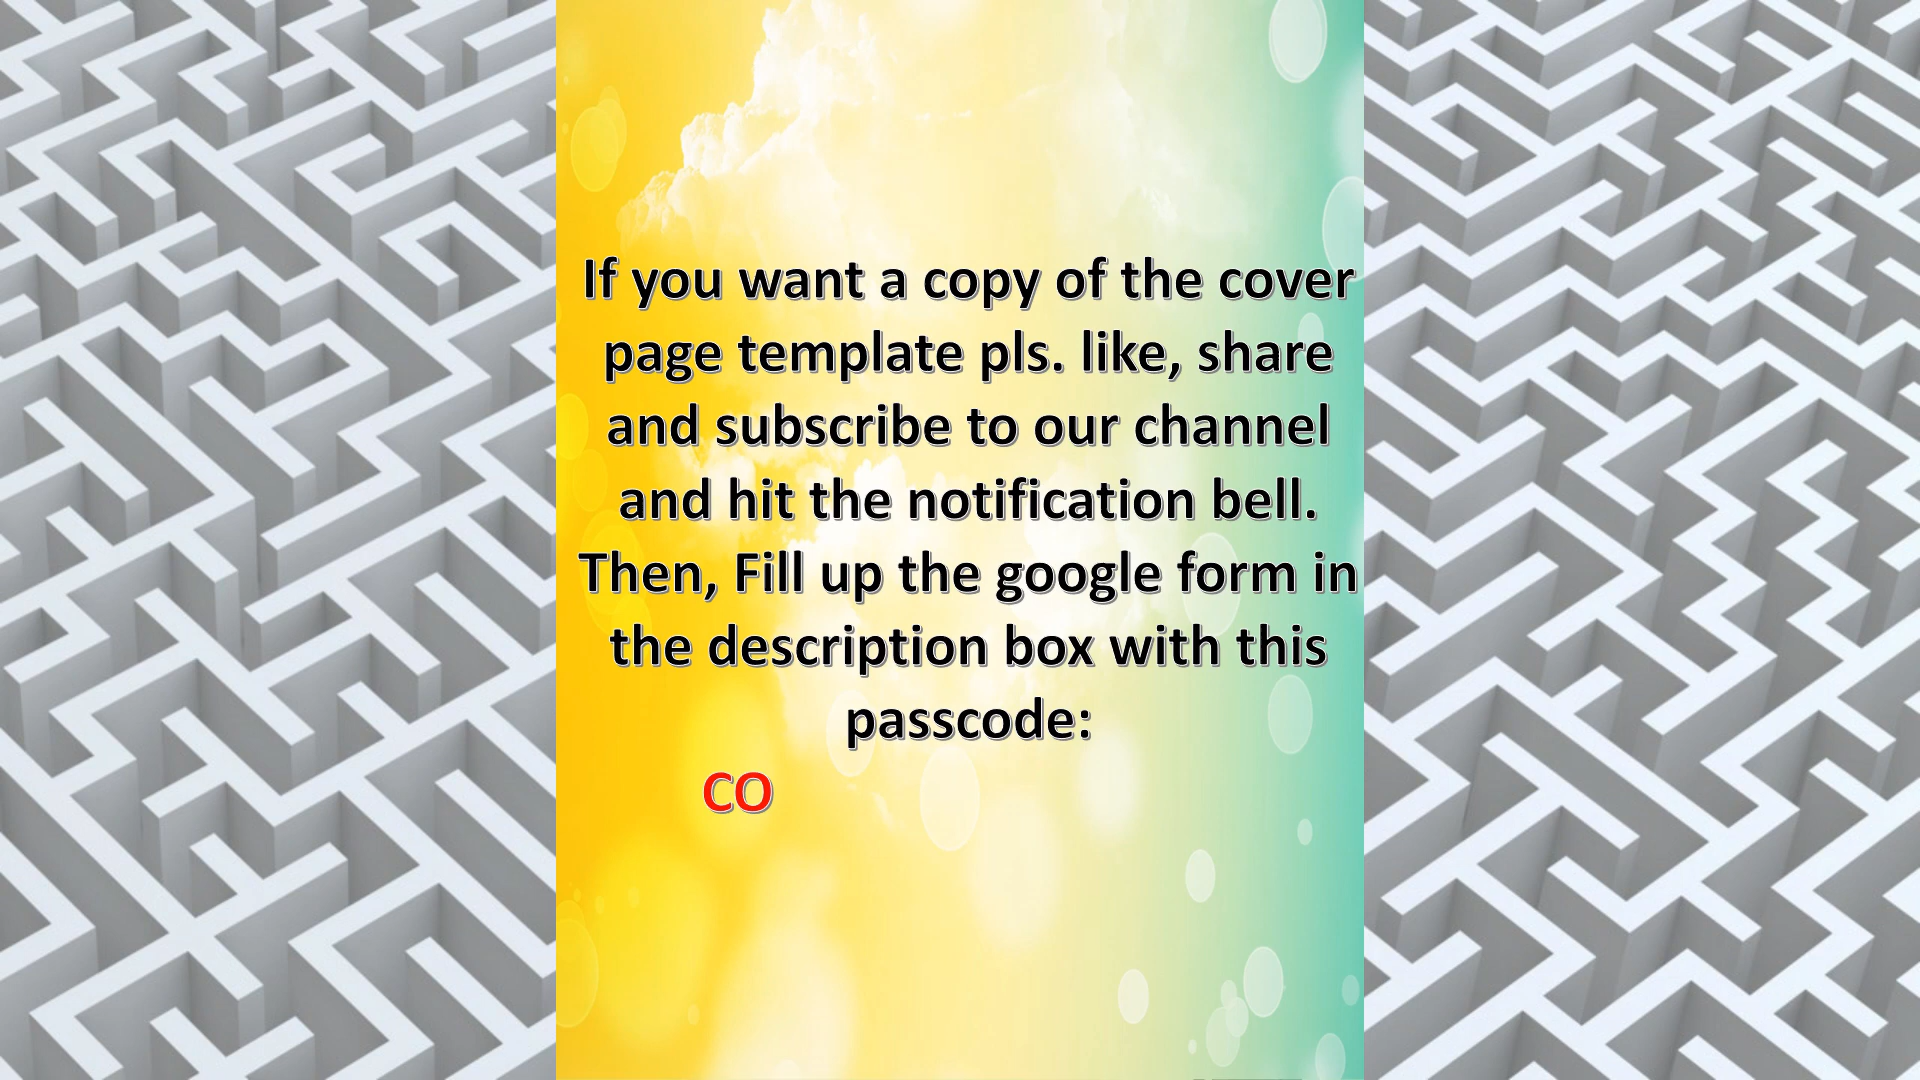 If you want a copy of the cover
page template pls. like, share
and subscribe to our channel
and hit the notification bell.
Then, Fill up the google form in
the description box with this
passcode:
CO